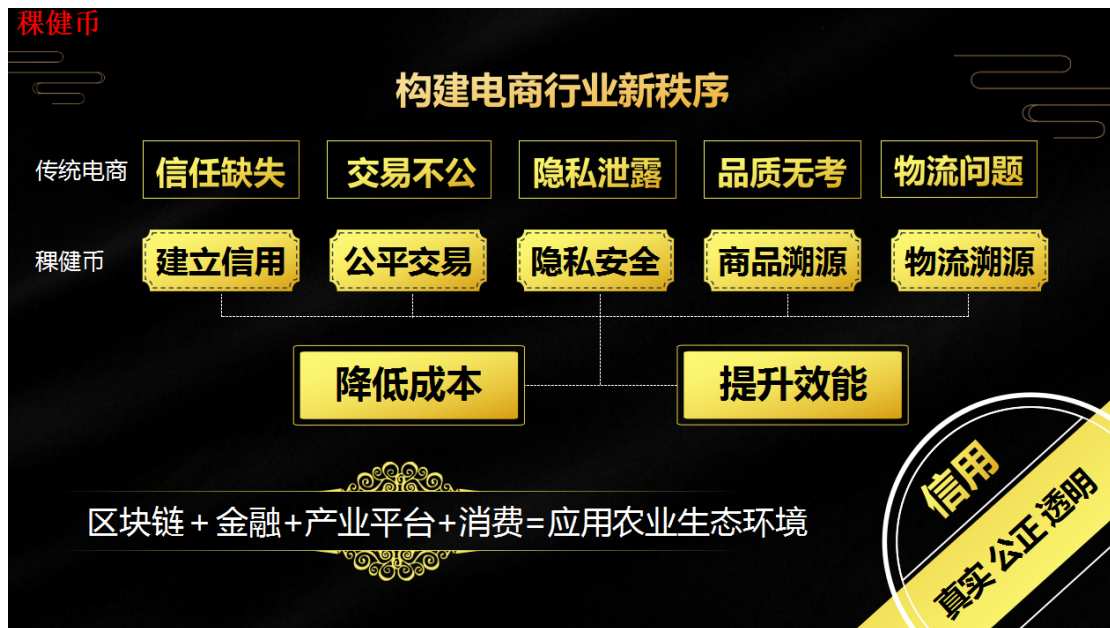 稞健币
构建电商行业新秩序
传统电商 信任缺失 交易不公 隐私泄露 品质无考 物流问题
稞健币 建立信用 公平交易 隐私安全 商品溯源 物流溯源
降低成本 提升效能
区块链+金融+产业平台+消费=应用农业生态环境
信用
真实 公正 透明